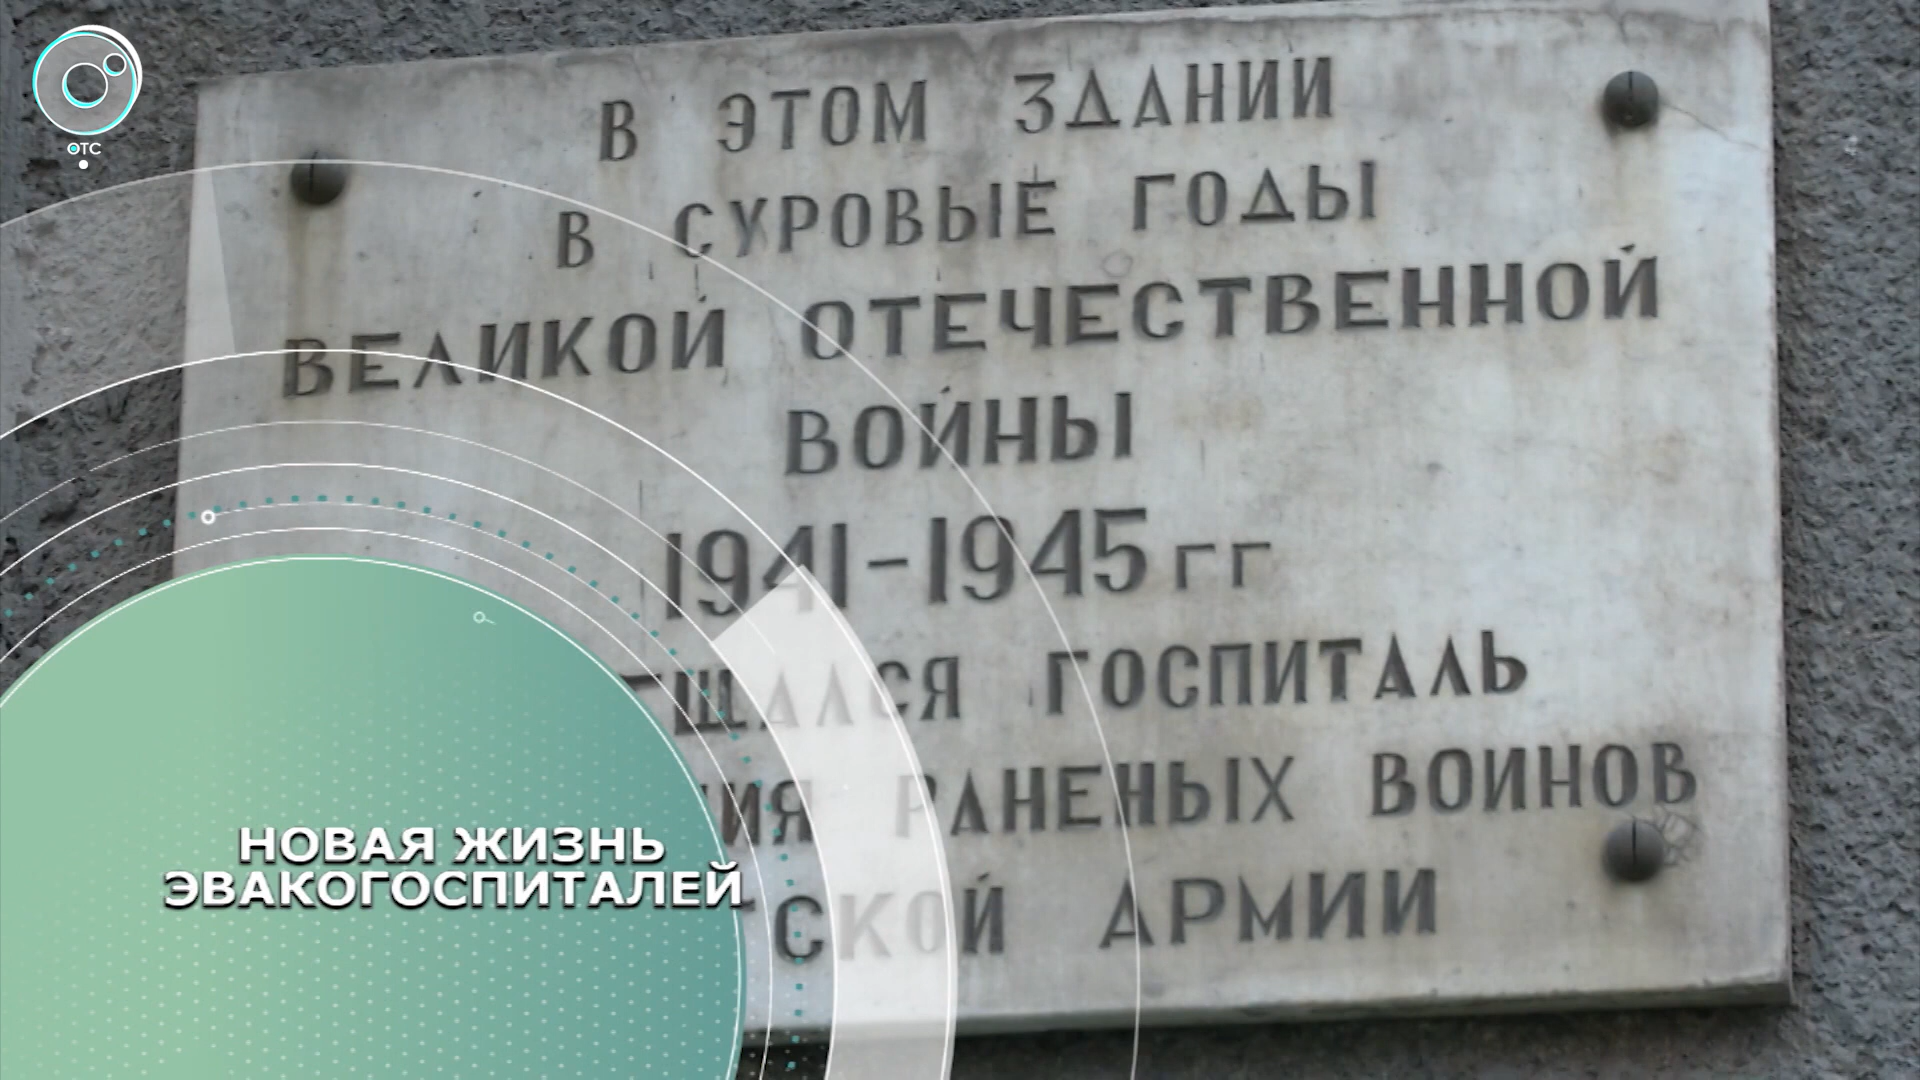 ОТС
В ЭТОМ ЗДАНИИ
В СУРОВЫЕ ГОДЫ
ВЕЛИКОЙ ОТЕЧЕСТВЕННОЙ
ВОЙНЫ
1941-1945 гг
ГОСПИТАЛЬ
РАНЕНЫХ ВОИНОВ
АРМИИ
НОВАЯ ЖИЗНЬ
ЭВАКОГОСПИТАЛЕЙ